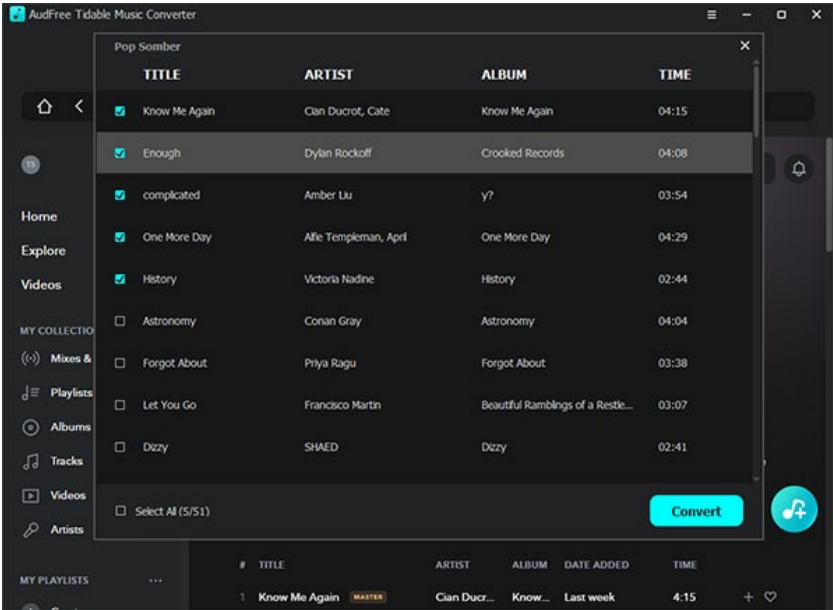 AudFree Tidable Music Converter
Pop Somber
TITLE ARTIST ALBUM TIME
Know Me Again Cian Ducrot, Cate Know Me Again 04:15
Enough Dylan Rockoff Crooked Records 04:08
complicated Amber Liu y? 03:54
One More Day Alfie Templeman, April One More Day 04:29
History Victoria Nadine History 02:44
Astronomy Conan Gray Astronomy 04:04
Forgot About Priya Ragu Forgot About 03:38
Let You Go Francisco Martin Beautiful Ramblings of a Restle... 03:07
Dizzy SHAED Dizzy 02:41
Select All (5/51) Convert
TS
Home
Explore
Videos
MY COLLECTIO
Mixes &
Playlists
Albums
Tracks
Videos
Artists
MY PLAYLISTS ...
# TITLE ARTIST ALBUM DATE ADDED TIME
1 Know Me Again MASTER Cian Ducr... Know... Last week 4:15